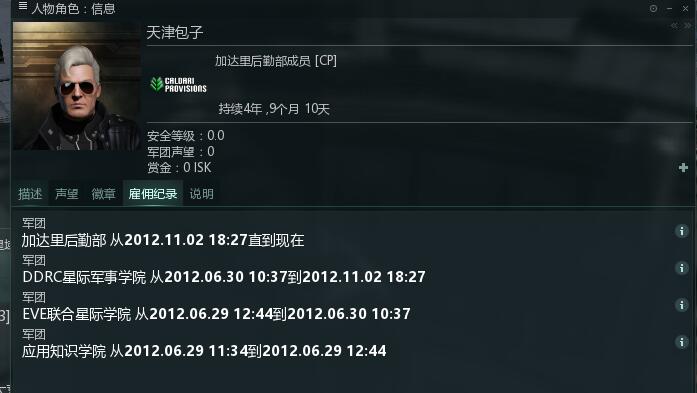 人物角色：信息
天津包子
加达里后勤部成员 [CP]
CALDARI
PROVISIONS
持续4年 ,9个月 10天
安全等级：0.0
军团声望：0
赏金：0 ISK
描述 声望 徽章 雇佣纪录 说明
军团
加达里后勤部 从2012.11.02 18:27直到现在
军团
DDRC星际军事学院 从2012.06.30 10:37到2012.11.02 18:27
军团
EVE联合星际学院 从2012.06.29 12:44到2012.06.30 10:37
军团
应用知识学院 从2012.06.29 11:34到2012.06.29 12:44
3]